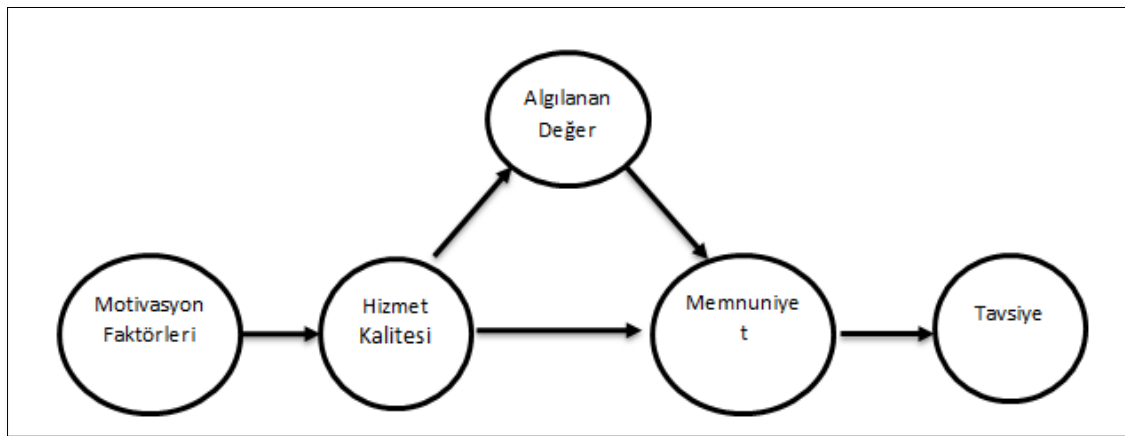 Algılanan
Değer
Motivasyon
Faktörleri
Hizmet
Kalitesi
Memnuniye
t
Tavsiye